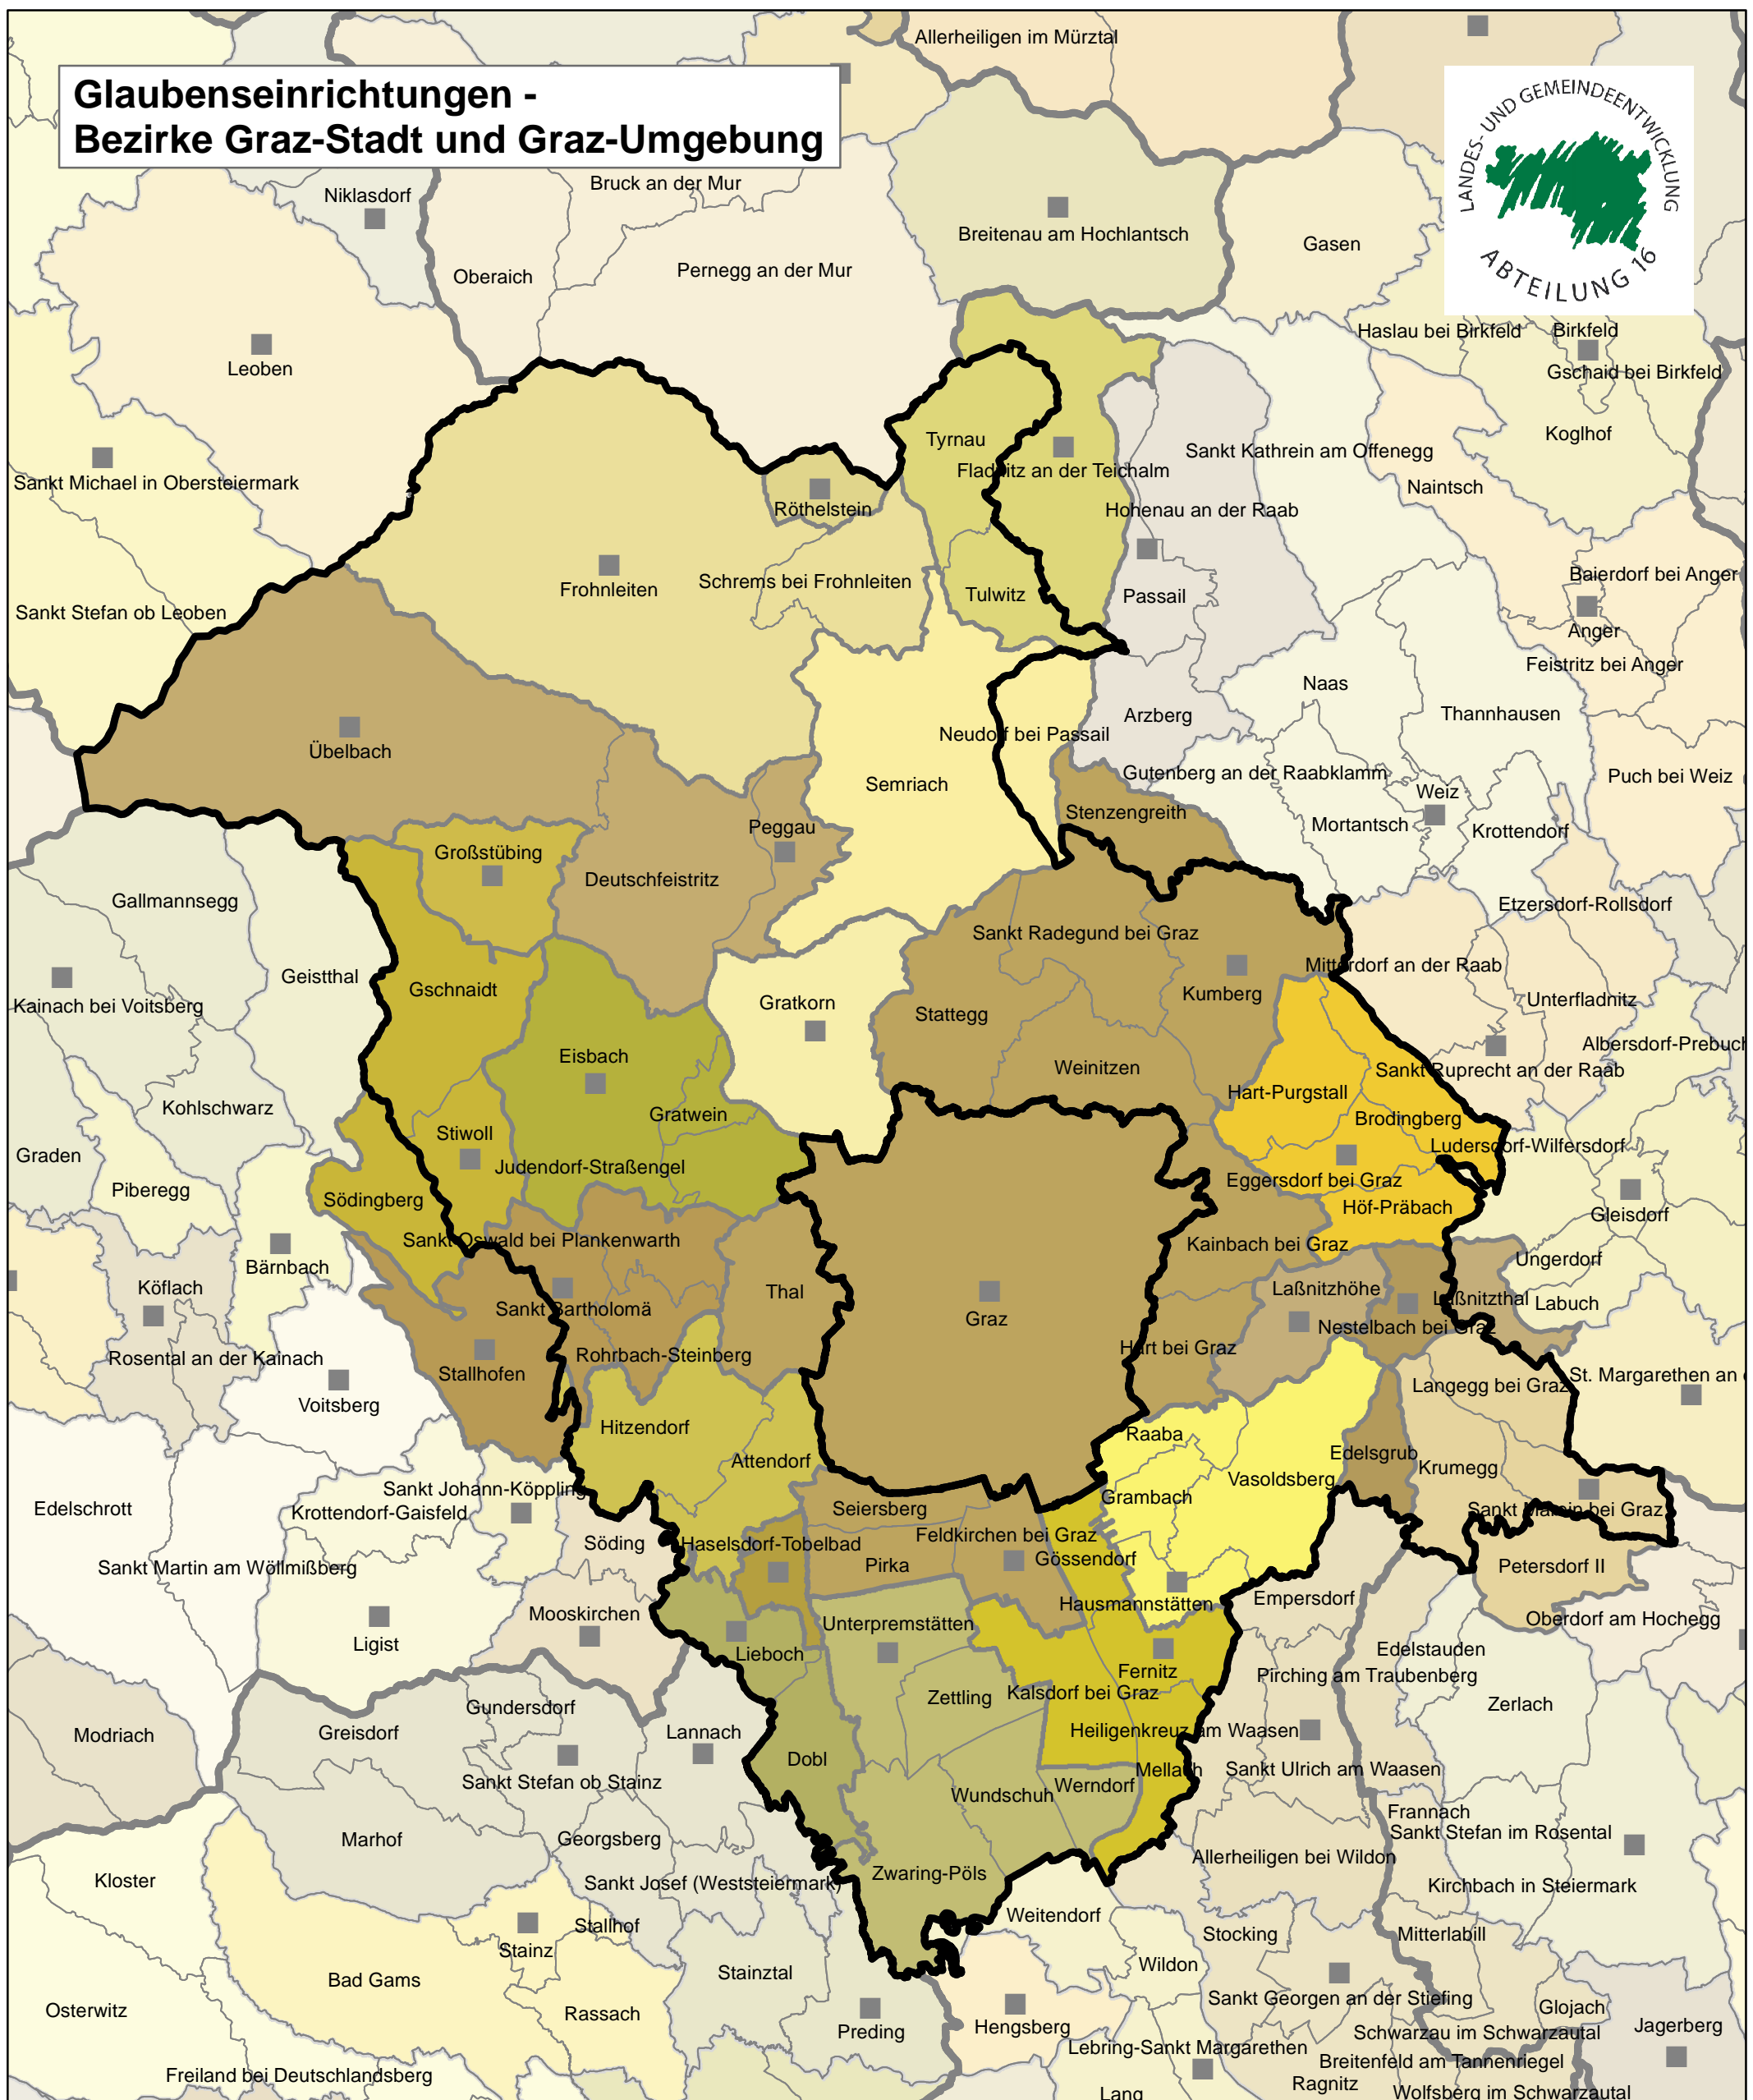 Glaubenseinrichtungen -
Bezirke Graz-Stadt und Graz-Umgebung
LANDES- UND GEMEINDEENTWICKLUNG
ABTEILUNG 16
Allerheiligen im Mürztal
Niklasdorf
Bruck an der Mur
Breitenau am Hochlantsch
Gasen
Oberaich
Pernegg an der Mur
Haslau bei Birkfeld
Birkfeld
Leoben
Gschaid bei Birkfeld
Tyrnau
Koglhof
Sankt Kathrein am Offenegg
Fladnitz an der Teichalm
Sankt Michael in Obersteiermark
Naintsch
Röthelstein
Hohenau an der Raab
Baierdorf bei Anger
Frohnleiten
Schrems bei Frohnleiten
Tulwitz
Passail
Sankt Stefan ob Leoben
Anger
Feistritz bei Anger
Naas
Arzberg
Thannhausen
Neudorf bei Passail
Übelbach
Gutenberg an der Raabklamm
Puch bei Weiz
Semriach
Weiz
Stenzengreith
Mortantsch
Krottendorf
Peggau
Großstübing
Deutschfeistritz
Gallmannsegg
Etzersdorf-Rollsdorf
Sankt Radegund bei Graz
Mitterdorf an der Raab
Geistthal
Gschnaidt
Kumberg
Unterfladnitz
Kainach bei Voitsberg
Gratkorn
Stattegg
Albersdorf-Prebuch
Eisbach
Weinitzen
Sankt Ruprecht an der Raab
Hart-Purgstall
Kohlschwarz
Gratwein
Brodingberg
Stiwoll
Ludersdorf-Wilfersdorf
Graden
Judendorf-Straßengel
Eggersdorf bei Graz
Piberegg
Södingberg
Höf-Präbach
Gleisdorf
Sankt Oswald bei Plankenwarth
Kainbach bei Graz
Ungerdorf
Bärnbach
Köflach
Thal
Laßnitzhöhe
Laßnitzthal
Labuch
Sankt Bartholomä
Graz
Nestelbach bei Graz
Hart bei Graz
Rosental an der Kainach
Rohrbach-Steinberg
Stallhofen
St. Margarethen an
Langegg bei Graz
Voitsberg
Hitzendorf
Raaba
Edelsgrub
Attendorf
Krumegg
Vasoldsberg
Sankt Johann-Köppling
Grambach
Edelschrott
Krottendorf-Gaisfeld
Seiersberg
Sankt Marein bei Graz
Söding
Haselsdorf-Tobelbad
Feldkirchen bei Graz
Gössendorf
Sankt Martin am Wöllmißberg
Pirka
Petersdorf II
Empersdorf
Hausmannstätten
Mooskirchen
Unterpremstätten
Oberdorf am Hochegg
Ligist
Lieboch
Edelstauden
Fernitz
Pirching am Traubenberg
Kalsdorf bei Graz
Zettling
Zerlach
Gundersdorf
Modriach
Greisdorf
Lannach
Heiligenkreuz am Waasen
Dobl
Mellach
Sankt Ulrich am Waasen
Sankt Stefan ob Stainz
Werndorf
Wundschuh
Frannach
Marhof
Georgsberg
Sankt Stefan im Rosental
Allerheiligen bei Wildon
Zwaring-Pöls
Kloster
Sankt Josef (Weststeiermark)
Kirchbach in Steiermark
Weitendorf
Stallhof
Stocking
Mitterlabill
Stainz
Wildon
Stainztal
Bad Gams
Sankt Georgen an der Stiefing
Osterwitz
Rassach
Glojach
Preding
Hengsberg
Jagerberg
Schwarzau im Schwarzautal
Lebring-Sankt Margarethen
Breitenfeld am Tannenriegel
Freiland bei Deutschlandsberg
Ragnitz
Lang
Wolfsberg im Schwarzautal